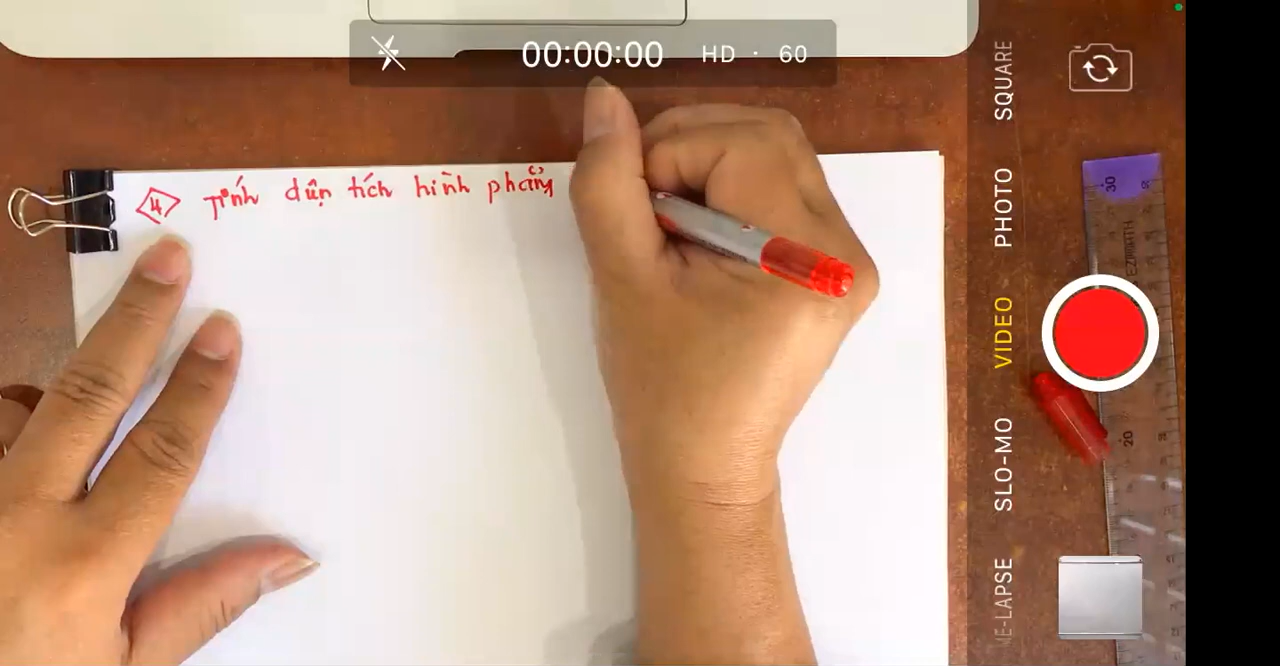 00:00:00 HD · 60
4 Tính diện tích hình phẳng
SQUARE
PHOTO
VIDEO
SLO-MO
ME-LAPSE
30
20